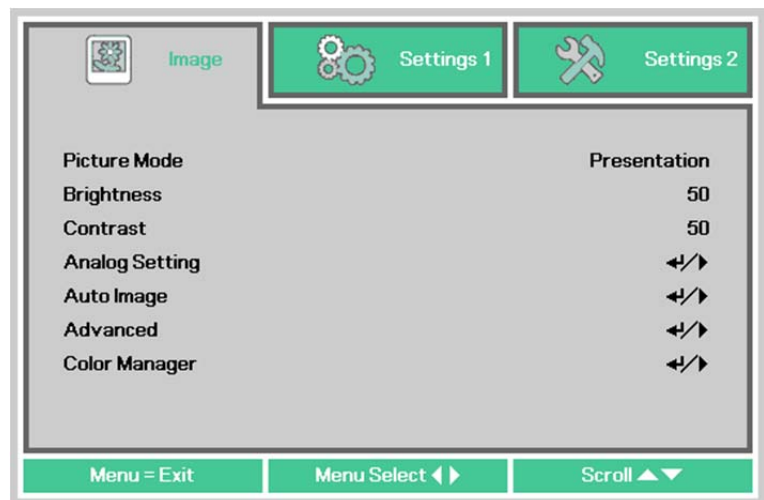 Image
Settings 1
Settings 2
Picture Mode Presentation
Brightness 50
Contrast 50
Analog Setting ↵/▶
Auto Image ↵/▶
Advanced ↵/▶
Color Manager ↵/▶
Menu = Exit
Menu Select ◀▶
Scroll ▲▼